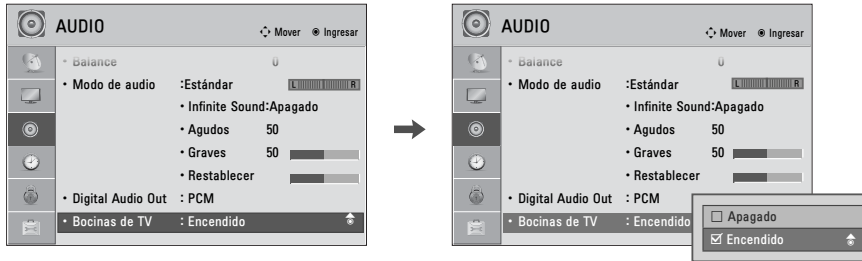 AUDIO
Mover Ingresar
• Balance 0
• Modo de audio :Estándar L R
• Infinite Sound:Apagado
• Agudos 50
• Graves 50
• Restablecer
• Digital Audio Out : PCM
• Bocinas de TV : Encendido
AUDIO
Mover Ingresar
• Balance 0
• Modo de audio :Estándar L R
• Infinite Sound:Apagado
• Agudos 50
• Graves 50
• Restablecer
• Digital Audio Out : PCM
• Bocinas de TV : Encendido
☐ Apagado
☑ Encendido